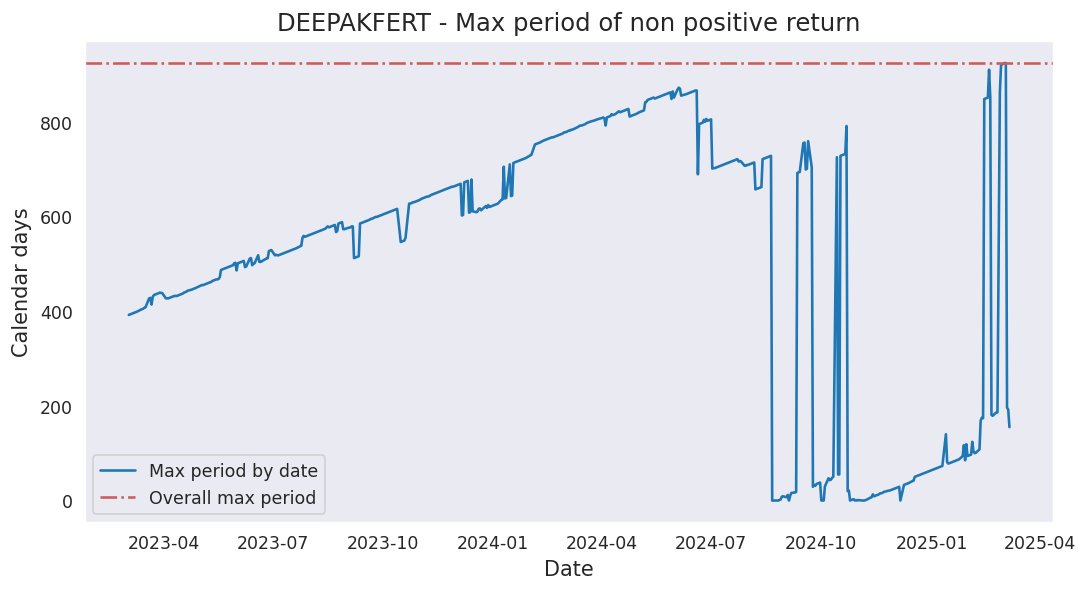 DEEPAKFERT - Max period of non positive return
Calendar days
800
600
400
200
0
Max period by date
Overall max period
2023-04 2023-07 2023-10 2024-01 2024-04 2024-07 2024-10 2025-01 2025-04
Date